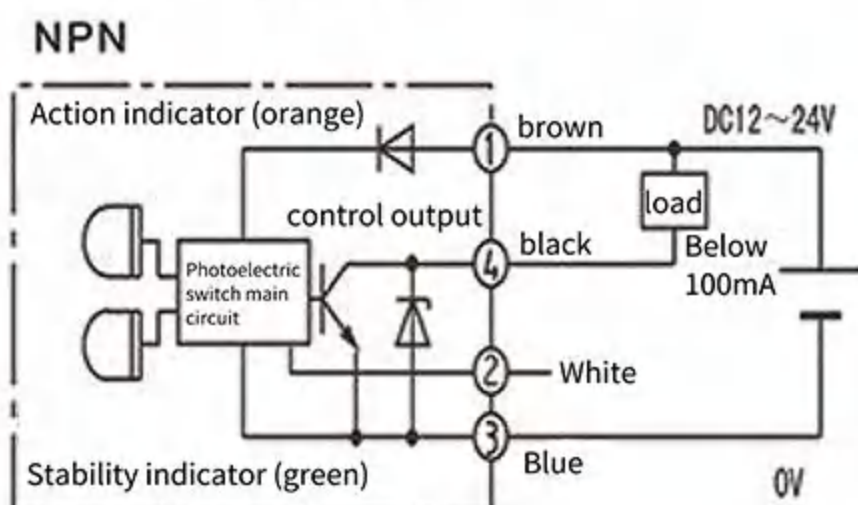 NPN
Action indicator (orange)
① brown
DC12～24V
load
control output
④ black
Below
100mA
Photoelectric
switch main
circuit
② White
③ Blue
Stability indicator (green)
0V